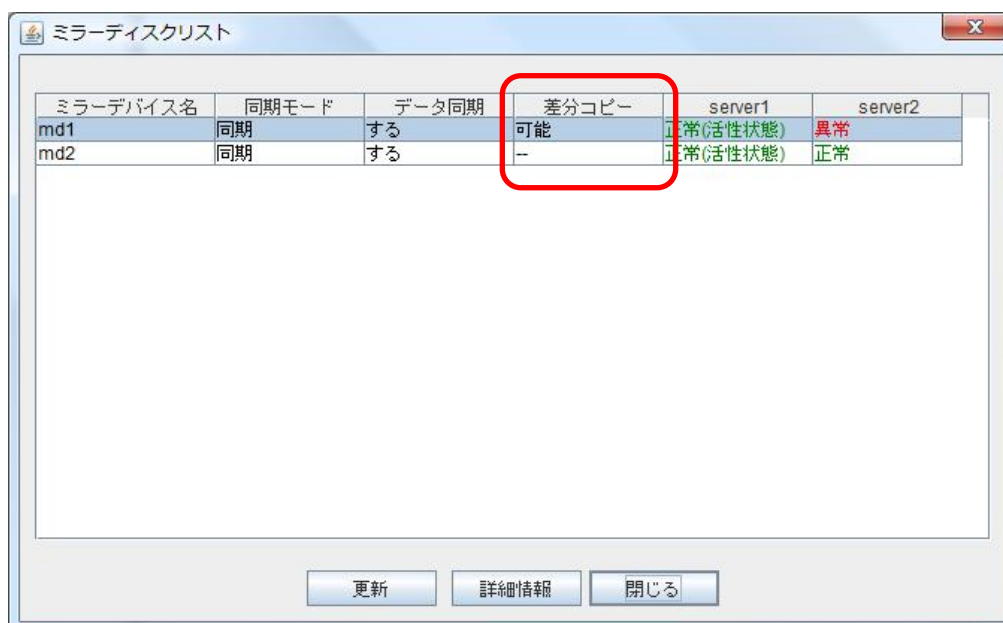 ミラーディスクリスト
ミラーデバイス名 同期モード データ同期 差分コピー server1 server2
md1 同期 する 可能 正常(活性状態) 異常
md2 同期 する -- 正常(活性状態) 正常
更新 詳細情報 閉じる